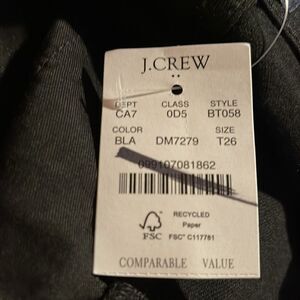 J.CREW
DEPT CLASS STYLE
CA7 0D5 BT058
COLOR SIZE
BLA DM7279 T26
099107081862
RECYCLED
Paper
FSC
FSC® C117781
COMPARABLE VALUE